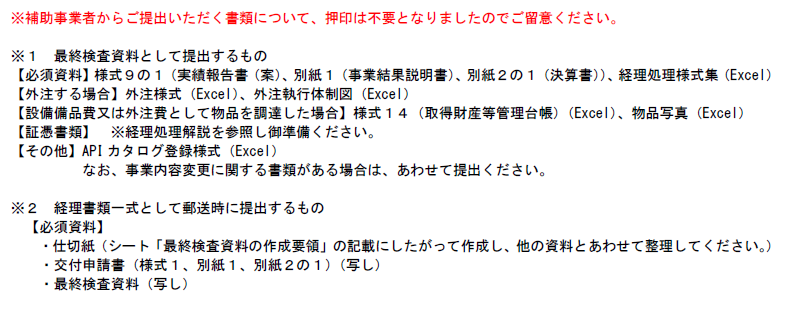 ※補助事業者からご提出いただく書類について、押印は不要となりましたのでご留意ください。
※１　最終検査資料として提出するもの
【必須資料】様式９の１（実績報告書（案）、別紙１（事業結果説明書）、別紙２の１（決算書））、経理処理様式集（Excel）
【外注する場合】外注様式（Excel）、外注執行体制図（Excel）
【設備備品費又は外注費として物品を調達した場合】様式１４（取得財産等管理台帳）（Excel）、物品写真（Excel）
【証憑書類】　※経理処理解説を参照し御準備ください。
【その他】APIカタログ登録様式（Excel）
なお、事業内容変更に関する書類がある場合は、あわせて提出ください。
※２　経理書類一式として郵送時に提出するもの
【必須資料】
・仕切紙（シート「最終検査資料の作成要領」の記載にしたがって作成し、他の資料とあわせて整理してください。）
・交付申請書（様式１、別紙１、別紙２の１）（写し）
・最終検査資料（写し）